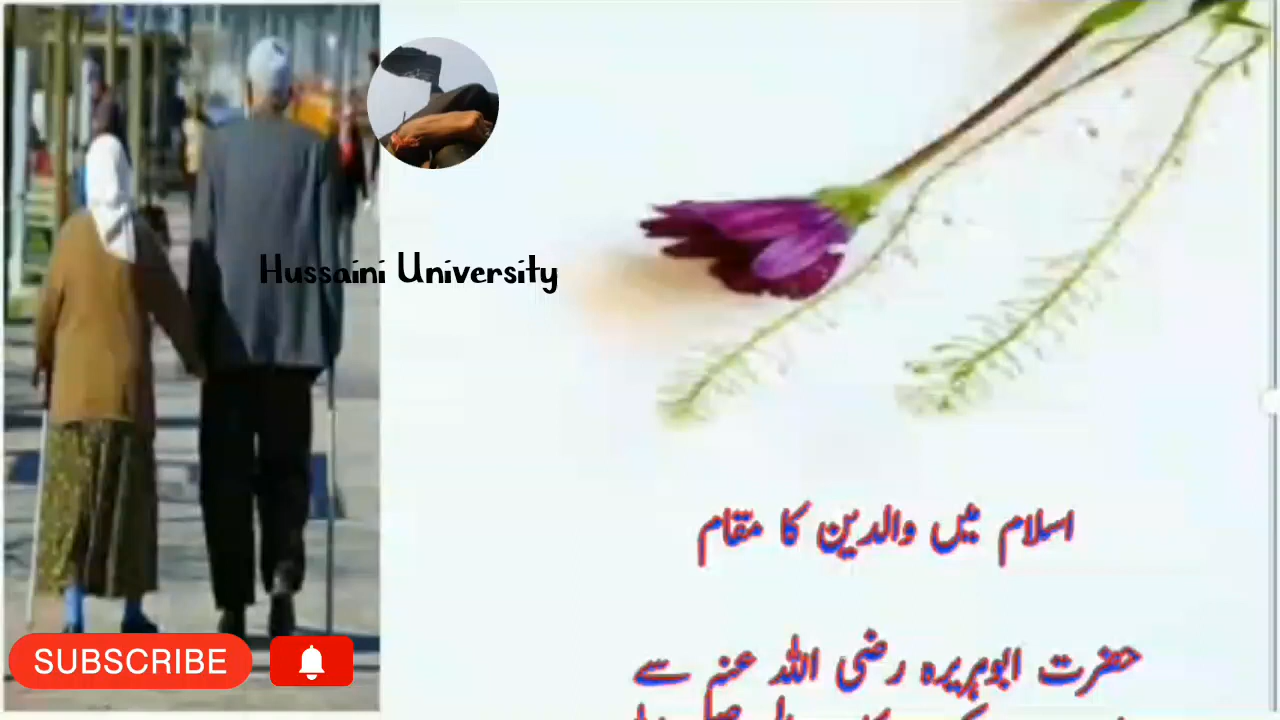 Hussaini University
اسلام میں والدین کا مقام
حضرت ابوہریرہ رضی اللہ عنہ سے
SUBSCRIBE